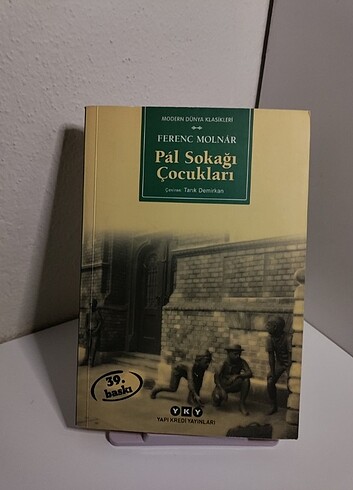 MODERN DÜNYA KLASİKLERİ
FERENC MOLNÁR
Pál Sokağı
Çocukları
Çeviren: Tarık Demirkan
39.
baskı
YKY
YAPI KREDİ YAYINLARI